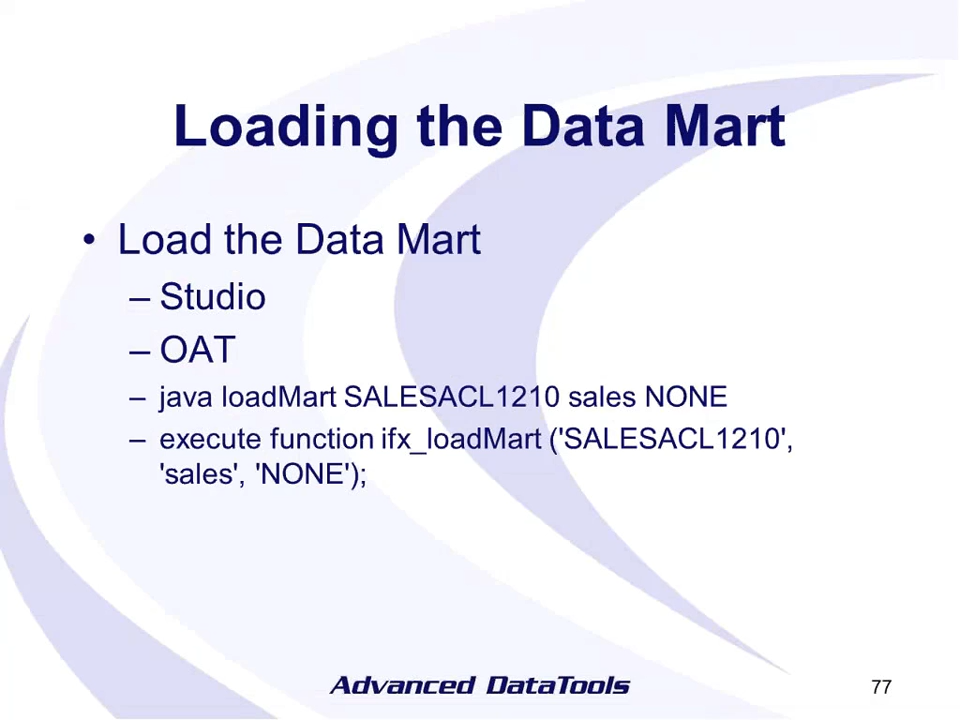 Loading the Data Mart
• Load the Data Mart
– Studio
– OAT
– java loadMart SALESACL1210 sales NONE
– execute function ifx_loadMart ('SALESACL1210',
'sales', 'NONE');
Advanced DataTools
77